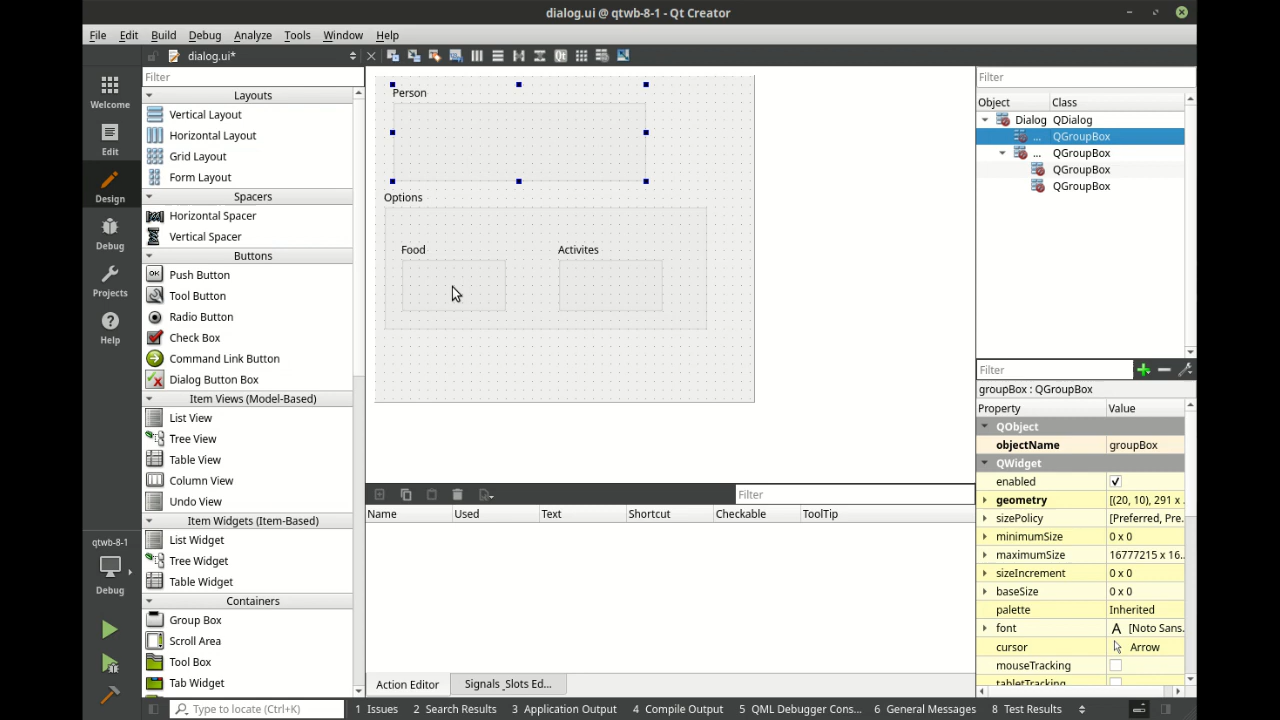 dialog.ui @ qtwb-8-1 - Qt Creator
File Edit Build Debug Analyze Tools Window Help
dialog.ui*
Welcome
Edit
Design
Debug
Projects
Help
qtwb-8-1
Debug
Filter
Layouts
Vertical Layout
Horizontal Layout
Grid Layout
Form Layout
Spacers
Horizontal Spacer
Vertical Spacer
Buttons
Push Button
Tool Button
Radio Button
Check Box
Command Link Button
Dialog Button Box
Item Views (Model-Based)
List View
Tree View
Table View
Column View
Undo View
Item Widgets (Item-Based)
List Widget
Tree Widget
Table Widget
Containers
Group Box
Scroll Area
Tool Box
Tab Widget
Person
Options
Food Activites
Filter
Name Used Text Shortcut Checkable ToolTip
Action Editor Signals _Slots Ed...
Filter
Object Class
Dialog QDialog
... QGroupBox
... QGroupBox
QGroupBox
QGroupBox
Filter
groupBox : QGroupBox
Property Value
QObject
objectName groupBox
QWidget
enabled
geometry [(20, 10), 291 x .
sizePolicy [Preferred, Pre.
minimumSize 0 x 0
maximumSize 16777215 x 16..
sizeIncrement 0 x 0
baseSize 0 x 0
palette Inherited
font A [Noto Sans.
cursor Arrow
mouseTracking
tabletTracking
Type to locate (Ctrl+K) 1 Issues 2 Search Results 3 Application Output 4 Compile Output 5 QML Debugger Cons... 6 General Messages 8 Test Results